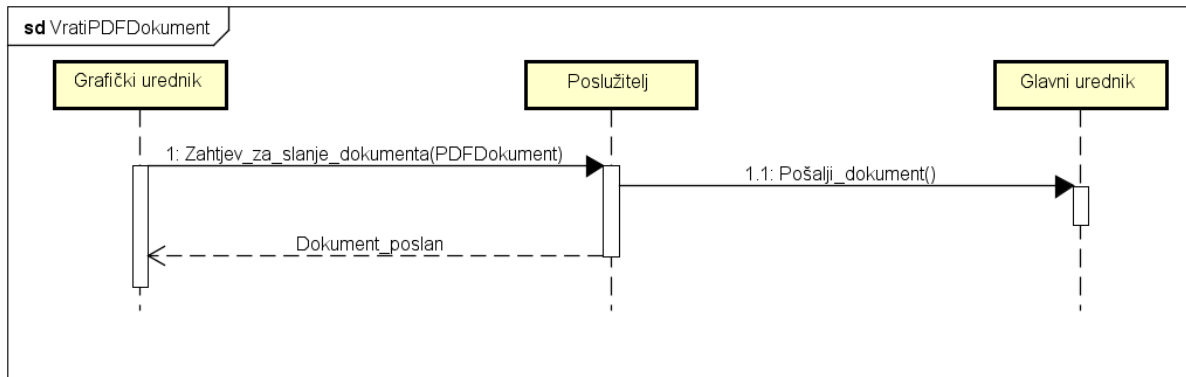 sd VratiPDFDokument
Grafički urednik
Poslužitelj
Glavni urednik
1: Zahtjev_za_slanje_dokumenta(PDFDokument)
1.1: Pošalji_dokument()
Dokument_poslan